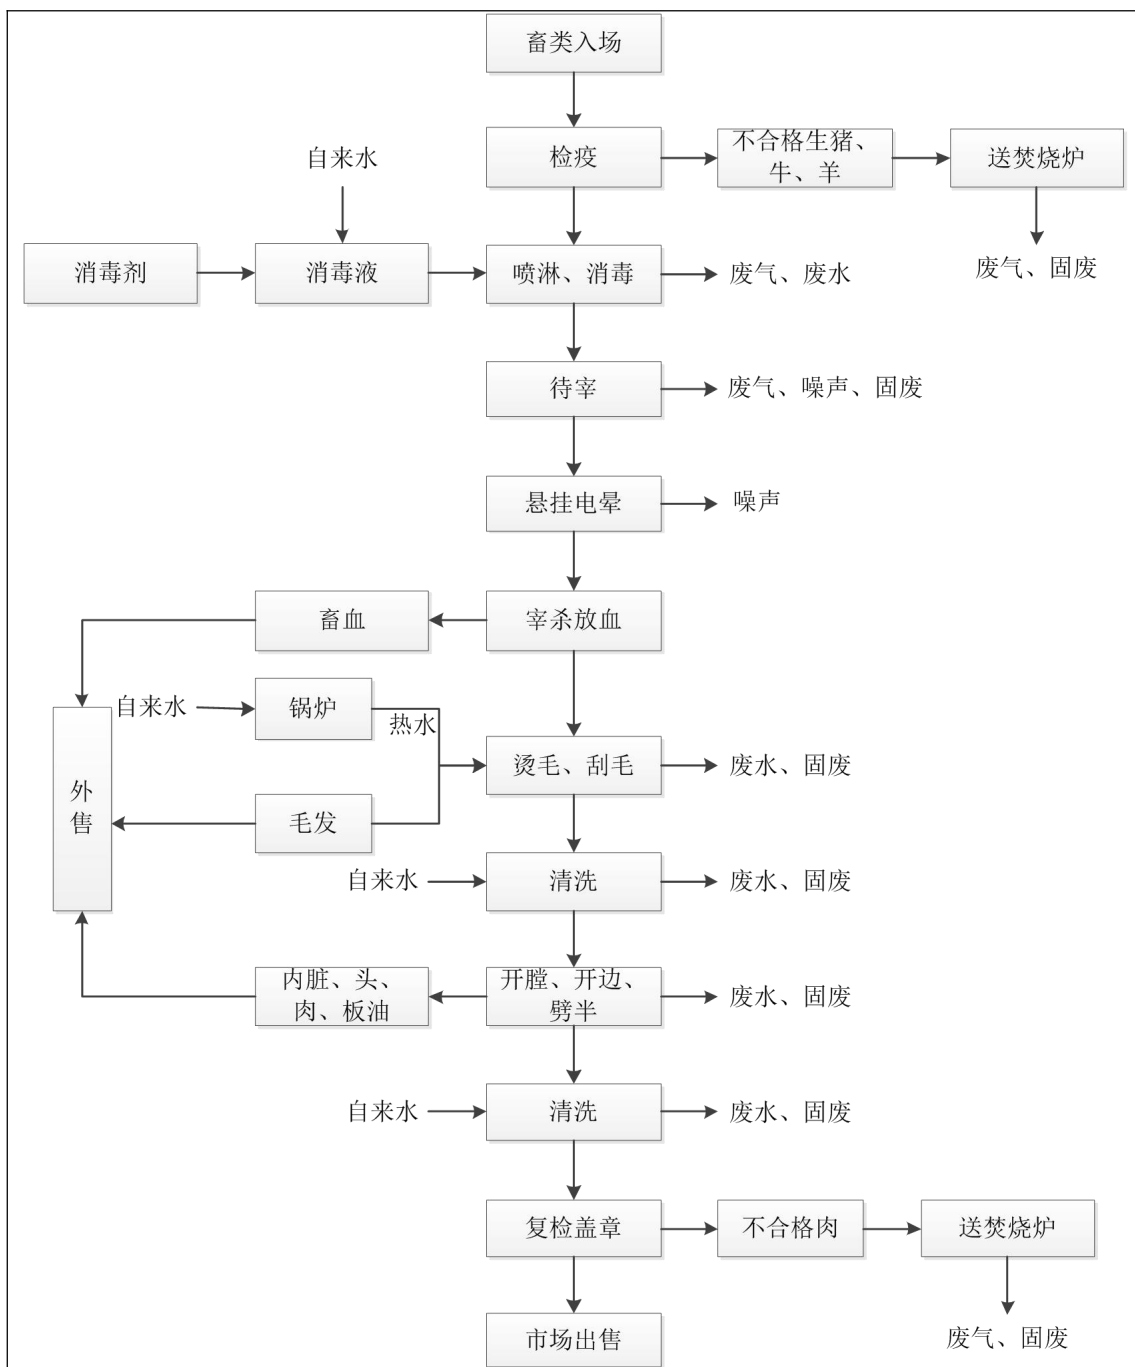 畜类入场
检疫
不合格生猪、
牛、羊
送焚烧炉
自来水
废气、固废
消毒剂
消毒液
喷淋、消毒
废气、废水
待宰
废气、噪声、固废
悬挂电晕
噪声
畜血
宰杀放血
自来水
锅炉
热水
外
售
烫毛、刮毛
废水、固废
毛发
自来水
清洗
废水、固废
内脏、头、
肉、板油
开膛、开边、
劈半
废水、固废
自来水
清洗
废水、固废
复检盖章
不合格肉
送焚烧炉
市场出售
废气、固废